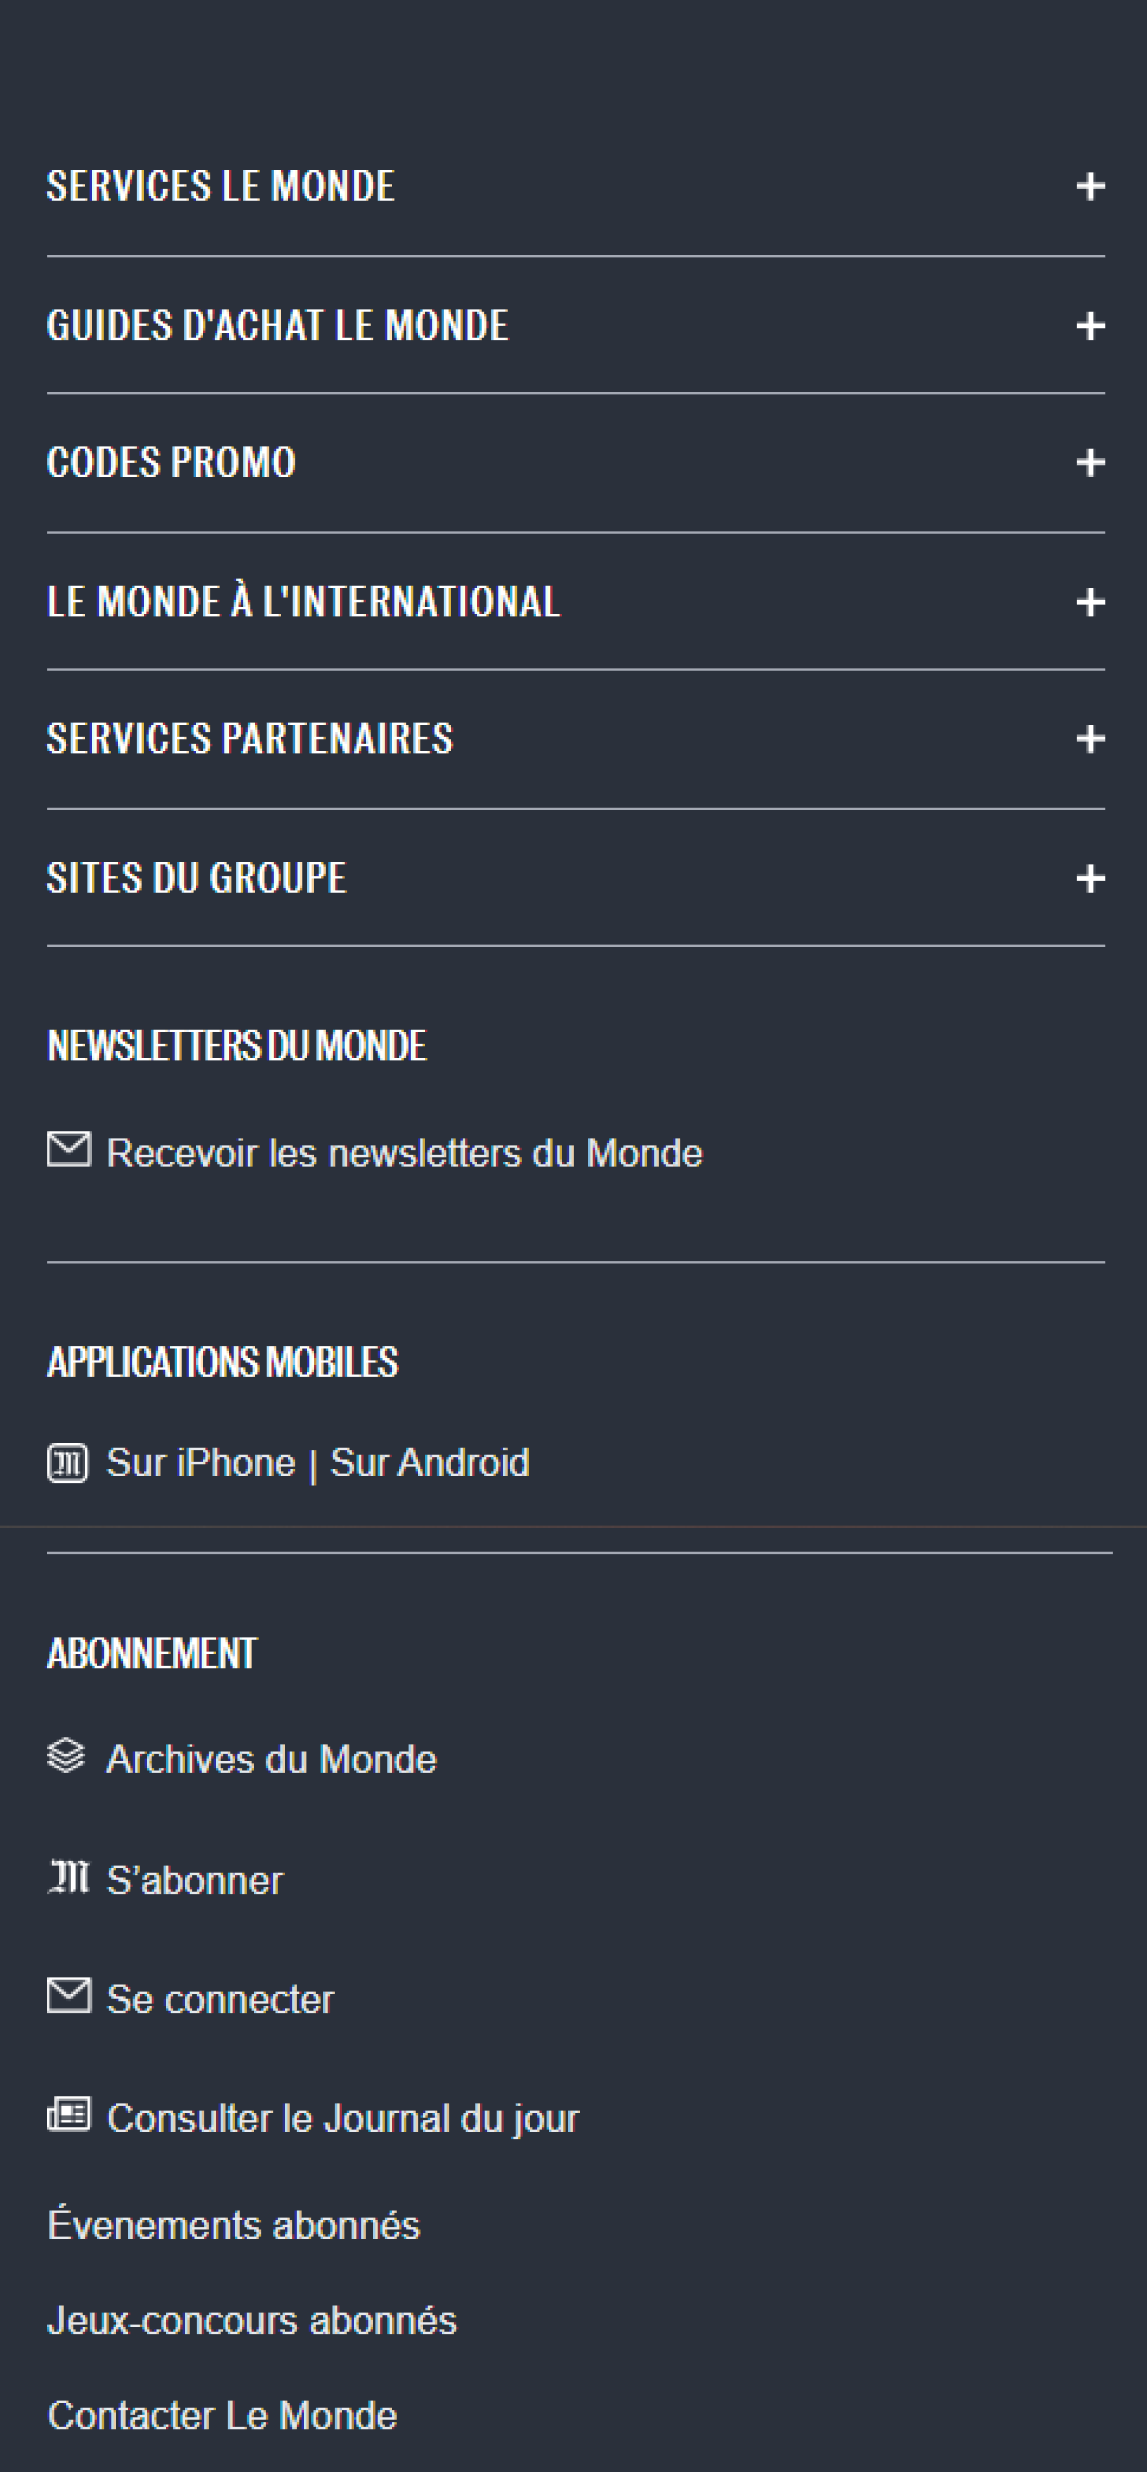 SERVICES LE MONDE +
GUIDES D'ACHAT LE MONDE +
CODES PROMO +
LE MONDE À L'INTERNATIONAL +
SERVICES PARTENAIRES +
SITES DU GROUPE +
NEWSLETTERS DU MONDE
Recevoir les newsletters du Monde
APPLICATIONS MOBILES
Sur iPhone | Sur Android
ABONNEMENT
Archives du Monde
S’abonner
Se connecter
Consulter le Journal du jour
Évenements abonnés
Jeux-concours abonnés
Contacter Le Monde